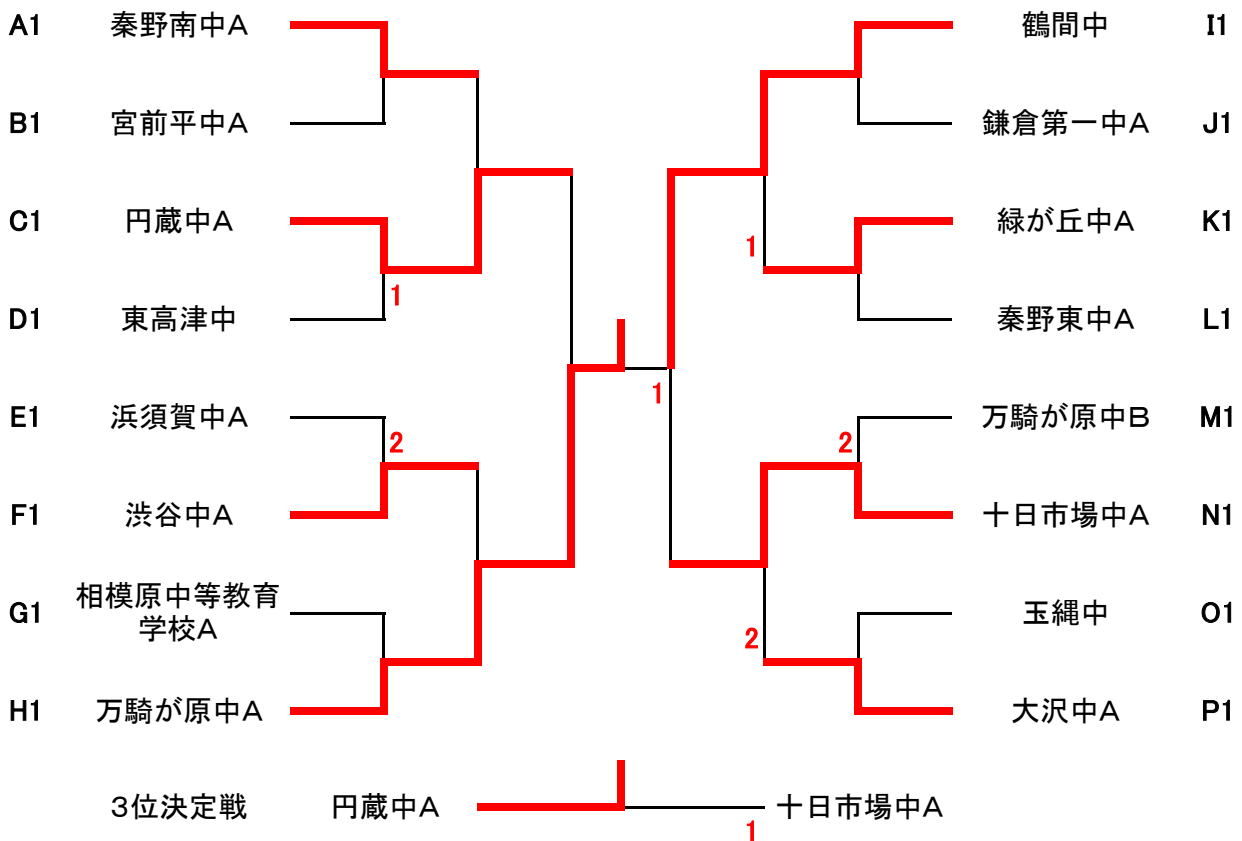 A1 秦野南中A 鶴間中 I1
B1 宮前平中A 鎌倉第一中A J1
C1 円蔵中A 緑が丘中A K1
1
D1 東高津中 1 秦野東中A L1
1
E1 浜須賀中A 万騎が原中B M1
2 2
F1 渋谷中A 十日市場中A N1
G1 相模原中等教育
学校A 玉縄中 O1
2
H1 万騎が原中A 大沢中A P1
3位決定戦 円蔵中A 十日市場中A
1